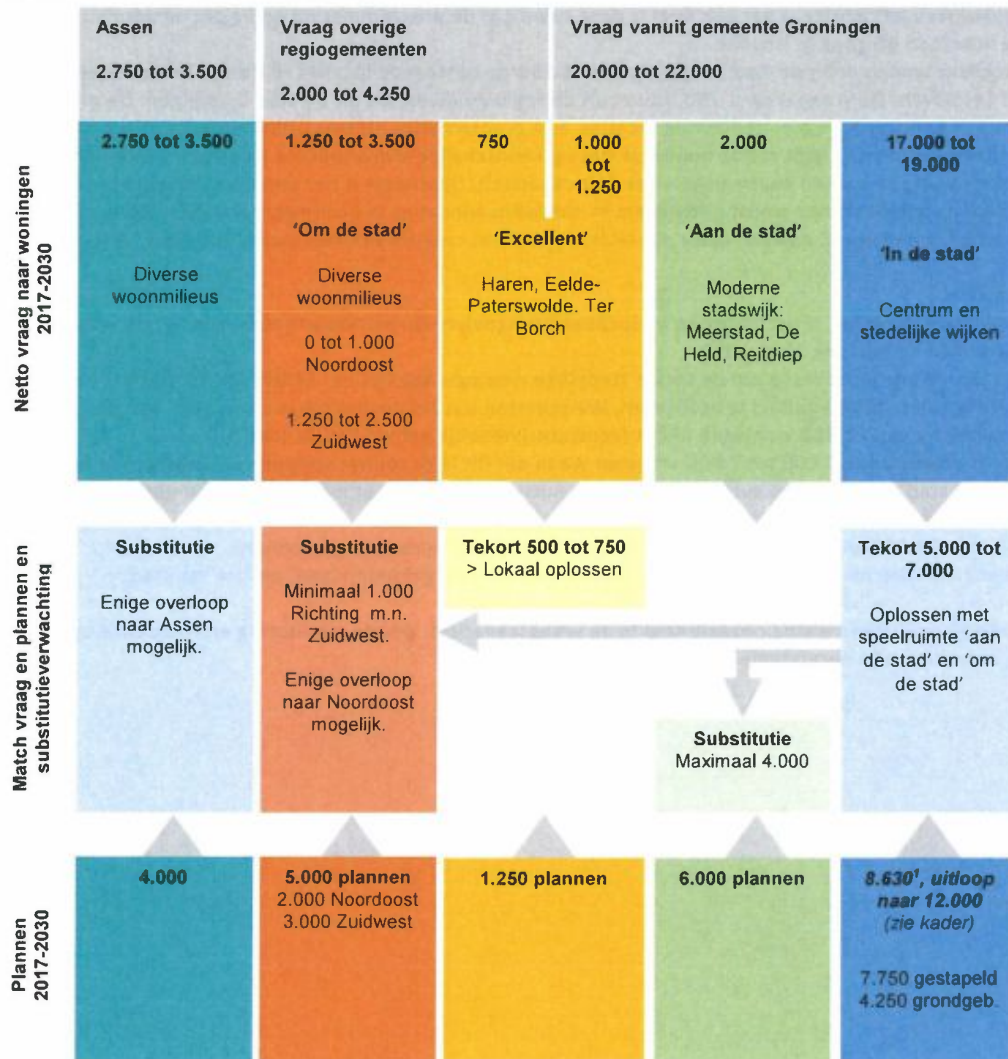 Assen
2.750 tot 3.500
Vraag overige
regiogemeenten
2.000 tot 4.250
Vraag vanuit gemeente Groningen
20.000 tot 22.000
Netto vraag naar woningen
2017-2030
2.750 tot 3.500
Diverse
woonmilieus
1.250 tot 3.500
'Om de stad'
Diverse
woonmilieus
0 tot 1.000
Noordoost
1.250 tot 2.500
Zuidwest
750
1.000
tot
1.250
'Excellent'
Haren, Eelde-
Paterswolde. Ter
Borch
2.000
'Aan de stad'
Moderne
stadswijk:
Meerstad, De
Held, Reitdiep
17.000 tot
19.000
'In de stad'
Centrum en
stedelijke wijken
Match vraag en plannen en
substitutieverwachting
Substitutie
Enige overloop
naar Assen
mogelijk.
Substitutie
Minimaal 1.000
Richting m.n.
Zuidwest.
Enige overloop
naar Noordoost
mogelijk.
Tekort 500 tot 750
> Lokaal oplossen
Substitutie
Maximaal 4.000
Tekort 5.000 tot
7.000
Oplossen met
speelruimte 'aan
de stad' en 'om
de stad'
Plannen
2017-2030
4.000
5.000 plannen
2.000 Noordoost
3.000 Zuidwest
1.250 plannen
6.000 plannen
8.630¹, uitloop
naar 12.000
(zie kader)
7.750 gestapeld
4.250 grondgeb.